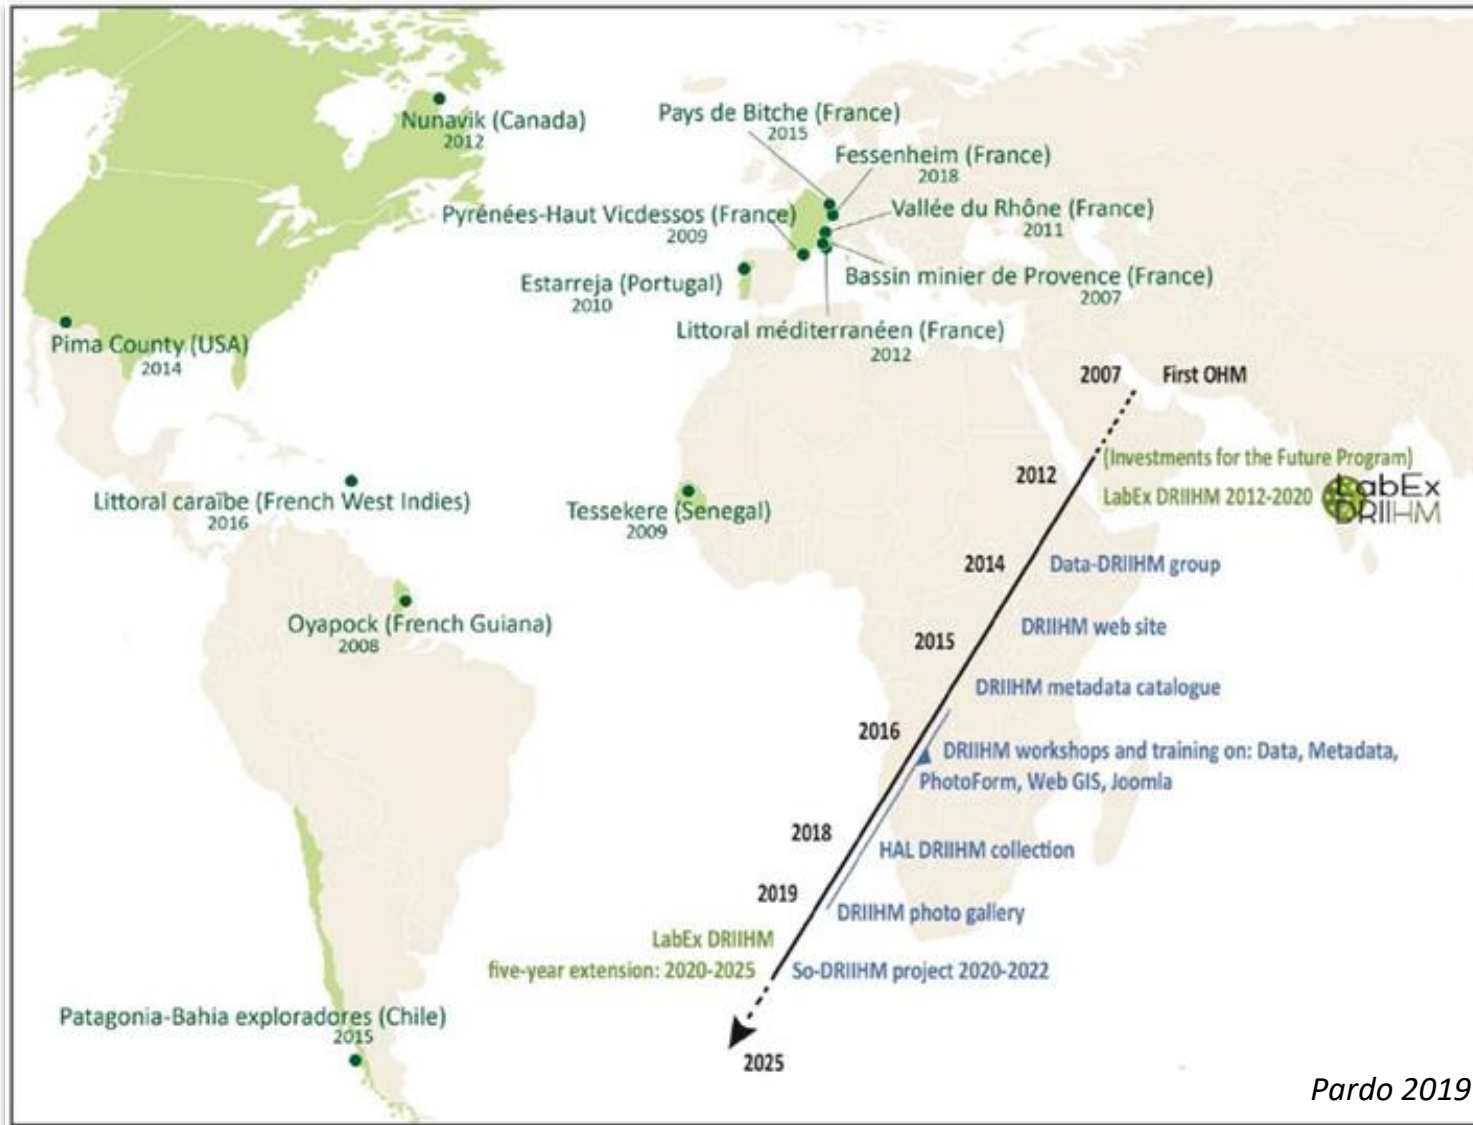 Nunavik (Canada)
2012
Pays de Bitche (France)
2015
Fessenheim (France)
2018
Pyrénées-Haut Vicdessos (France)
2009
Vallée du Rhône (France)
2011
Estarreja (Portugal)
2010
Bassin minier de Provence (France)
2007
Littoral méditerranéen (France)
2012
Pima County (USA)
2014
Littoral caraïbe (French West Indies)
2016
Tessekere (Senegal)
2009
Oyapock (French Guiana)
2008
Patagonia-Bahia exploradores (Chile)
2015
2007 First OHM
(Investments for the Future Program)
2012
LabEx DRIIHM 2012-2020
LabEx
DRIIHM
2014 Data-DRIIHM group
DRIIHM web site
2015
DRIIHM metadata catalogue
2016
DRIIHM workshops and training on: Data, Metadata,
PhotoForm, Web GIS, Joomla
2018
HAL DRIIHM collection
2019
DRIIHM photo gallery
LabEx DRIIHM
five-year extension: 2020-2025
So-DRIIHM project 2020-2022
2025
Pardo 2019